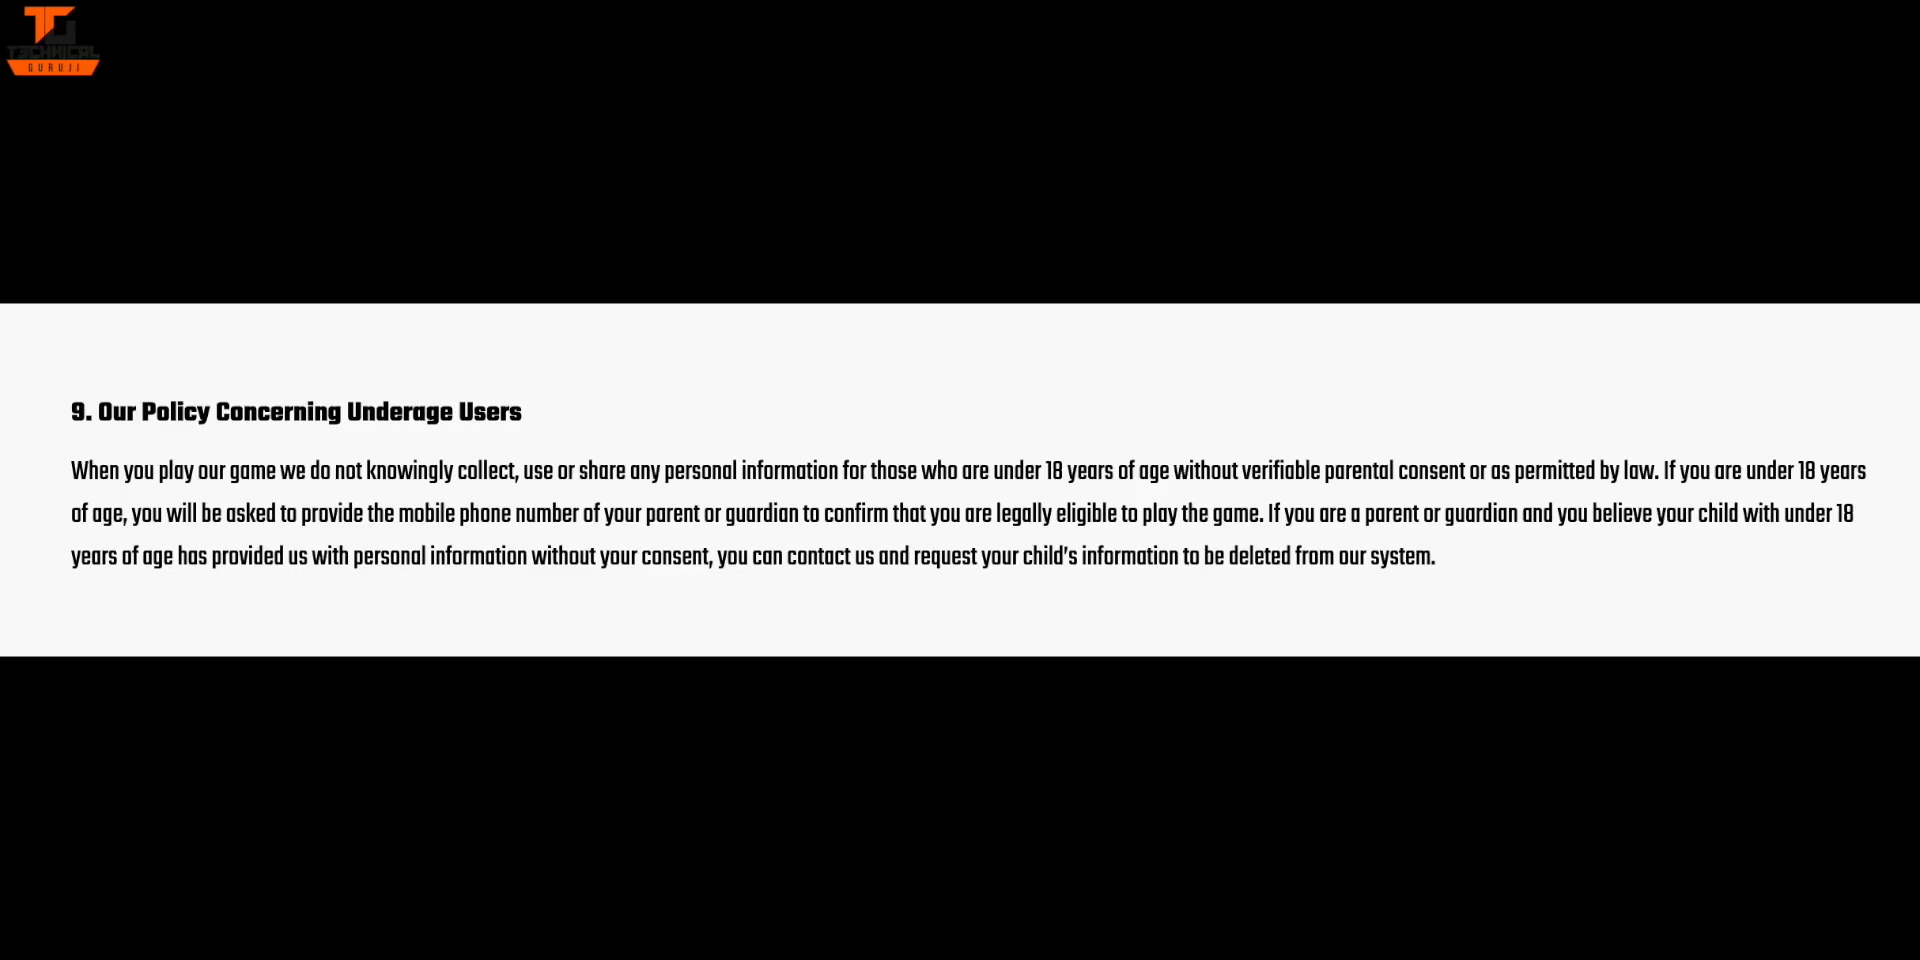 TECHNICAL
GURUJI
9. Our Policy Concerning Underage Users
When you play our game we do not knowingly collect, use or share any personal information for those who are under 18 years of age without verifiable parental consent or as permitted by law. If you are under 18 years
of age, you will be asked to provide the mobile phone number of your parent or guardian to confirm that you are legally eligible to play the game. If you are a parent or guardian and you believe your child with under 18
years of age has provided us with personal information without your consent, you can contact us and request your child’s information to be deleted from our system.